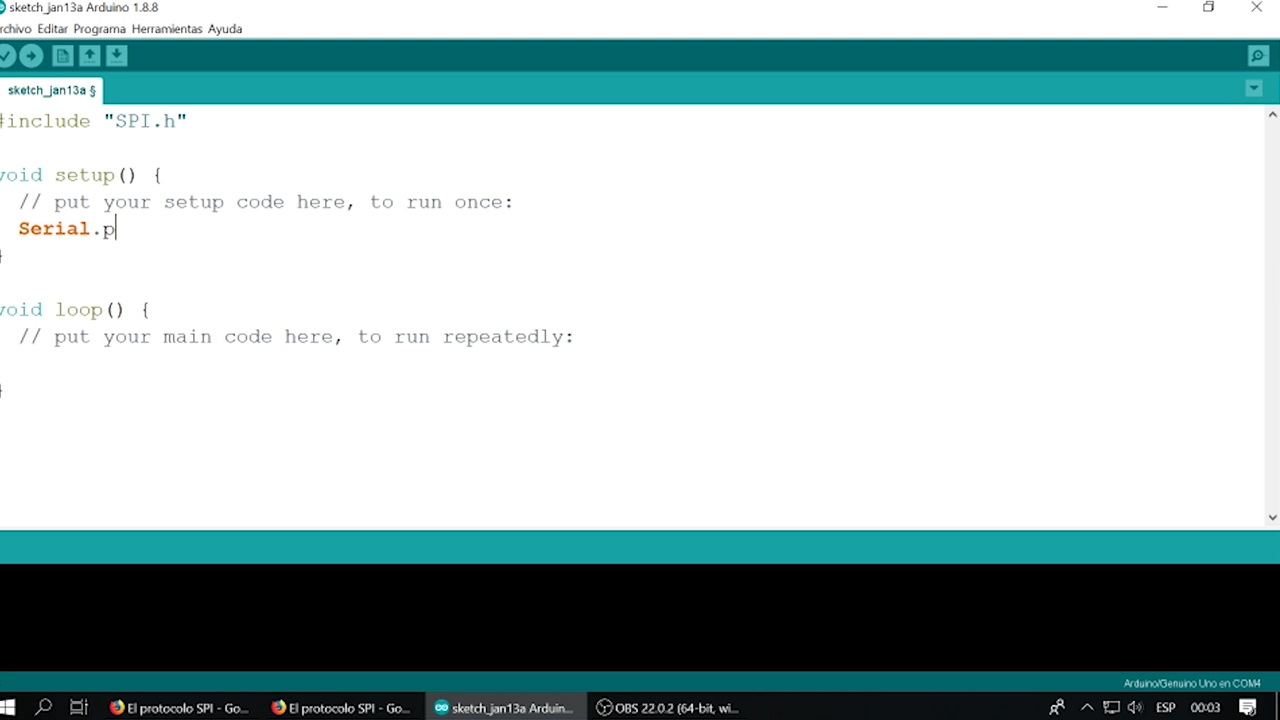 sketch_jan13a Arduino 1.8.8
rchivo Editar Programa Herramientas Ayuda
sketch_jan13a §
#include "SPI.h"
void setup() {
// put your setup code here, to run once:
Serial.p
}
void loop() {
// put your main code here, to run repeatedly:
}
Arduino/Genuino Uno en COM4
El protocolo SPI - Go... El protocolo SPI - Go... sketch_jan13a Arduin... OBS 22.0.2 (64-bit, wi... ESP 00:03